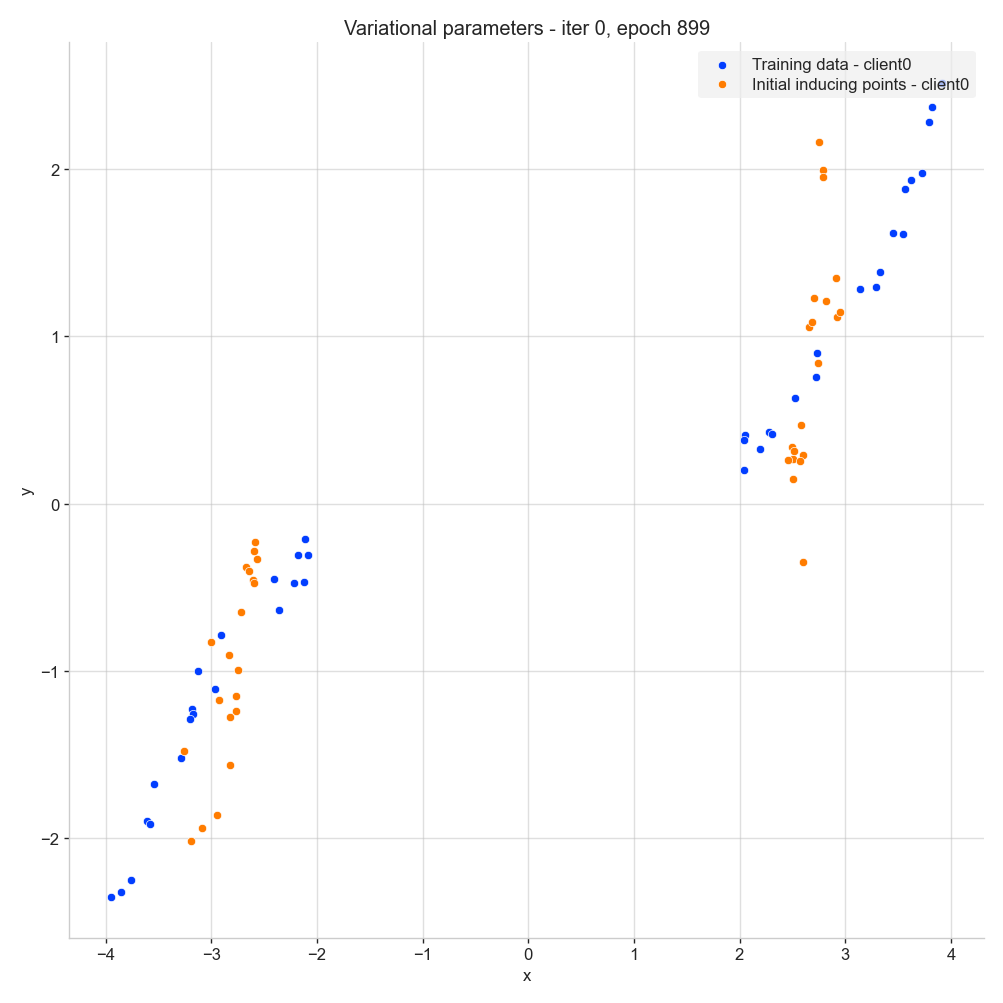 Variational parameters - iter 0, epoch 899
Training data - client0
Initial inducing points - client0
2
1
0
−1
−2
y
−4
−3
−2
−1
0
1
2
3
4
x